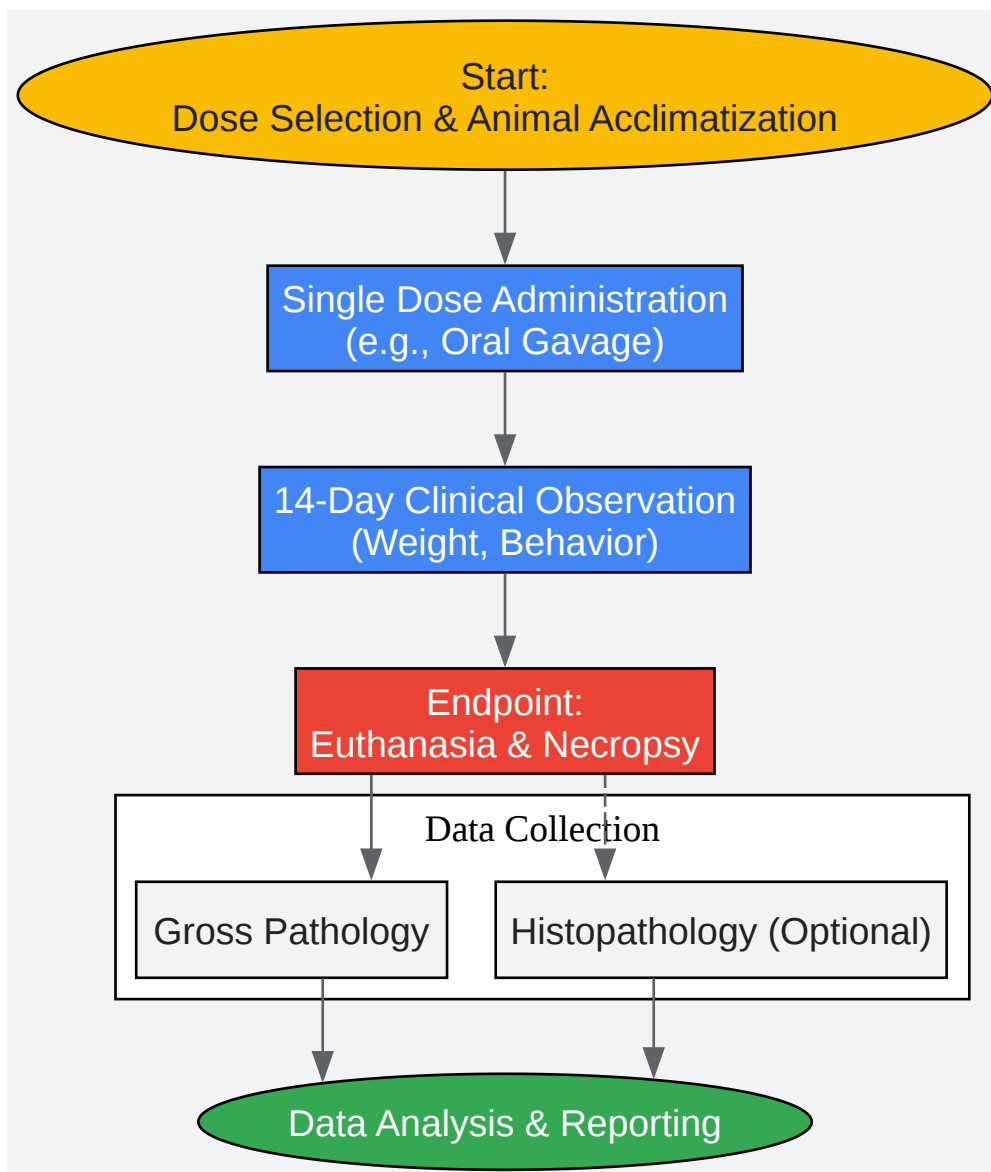 Start:
Dose Selection & Animal Acclimatization
Single Dose Administration
(e.g., Oral Gavage)
14-Day Clinical Observation
(Weight, Behavior)
Endpoint:
Euthanasia & Necropsy
Data Collection
Gross Pathology
Histopathology (Optional)
Data Analysis & Reporting